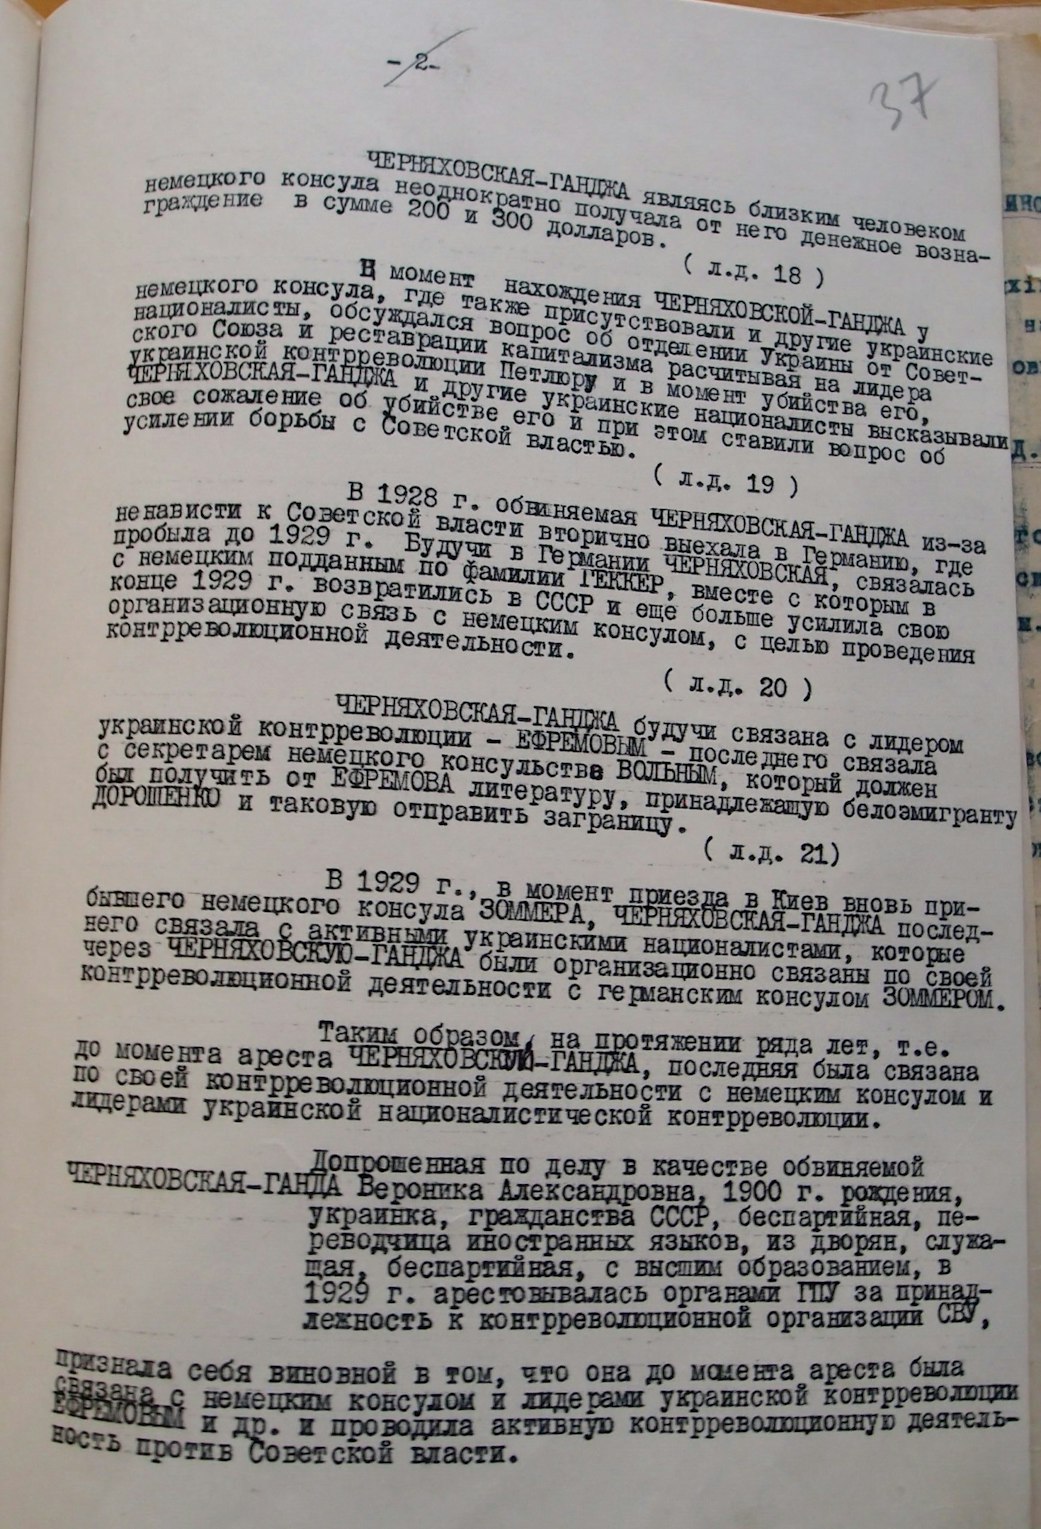 - 2 -
37
ЧЕРНЯХОВСКАЯ-ГАНДЖА являясь близким человеком
немецкого консула неоднократно получала от него денежное возна-
граждение в сумме 200 и 300 долларов.
( л.д. 18 )
В момент нахождения ЧЕРНЯХОВСКОЙ-ГАНДЖА у
немецкого консула, где также присутствовали и другие украинские
националисты, обсуждался вопрос об отделении Украины от Совет-
ского Союза и реставрации капитализма расчитывая на лидера
украинской контрреволюции Петлюру и в момент убийства его,
ЧЕРНЯХОВСКАЯ-ГАНДЖА и другие украинские националисты высказывали
свое сожаление об убийстве его и при этом ставили вопрос об
усилении борьбы с Советской властью.
( л.д. 19 )
В 1928 г. обвиняемая ЧЕРНЯХОВСКАЯ-ГАНДЖА из-за
ненависти к Советской власти вторично выехала в Германию, где
пробыла до 1929 г. Будучи в Германии ЧЕРНЯХОВСКАЯ, связалась
с немецким подданным по фамилии ГЕККЕР, вместе с которым в
конце 1929 г. возвратились в СССР и еще больше усилила свою
организационную связь с немецким консулом, с целью проведения
контрреволюционной деятельности.
( л.д. 20 )
ЧЕРНЯХОВСКАЯ-ГАНДЖА будучи связана с лидером
украинской контрреволюции - ЕФРЕМОВЫМ - последнего связала
с секретарем немецкого консульства ВОЛЬНЫМ, который должен
был получить от ЕФРЕМОВА литературу, принадлежащую белоэмигранту
ДОРОШЕНКО и таковую отправить заграницу.
( л.д. 21)
В 1929 г., в момент приезда в Киев вновь при-
бывшего немецкого консула ЗОММЕРА, ЧЕРНЯХОВСКАЯ-ГАНДЖА послед-
него связала с активными украинскими националистами, которые
через ЧЕРНЯХОВСКУЮ-ГАНДЖА были организационно связаны по своей
контрреволюционной деятельности с германским консулом ЗОММЕРОМ.
Таким образом, на протяжении ряда лет, т.е.
до момента ареста ЧЕРНЯХОВСКУЮ-ГАНДЖА, последняя была связана
по своей контрреволюционной деятельности с немецким консулом и
лидерами украинской националистической контрреволюции.
Допрошенная по делу в качестве обвиняемой
ЧЕРНЯХОВСКАЯ-ГАНДА Вероника Александровна, 1900 г. рождения,
украинка, гражданства СССР, беспартийная, пе-
реводчица иностранных языков, из дворян, служа-
щая, беспартийная, с высшим образованием, в
1929 г. арестовывалась органами ГПУ за принад-
лежность к контрреволюционной организации СВУ,
признала себя виновной в том, что она до момента ареста была
связана с немецким консулом и лидерами украинской контрреволюции
ЕФРЕМОВЫМ и др. и проводила активную контрреволюционную деятель-
ность против Советской власти.